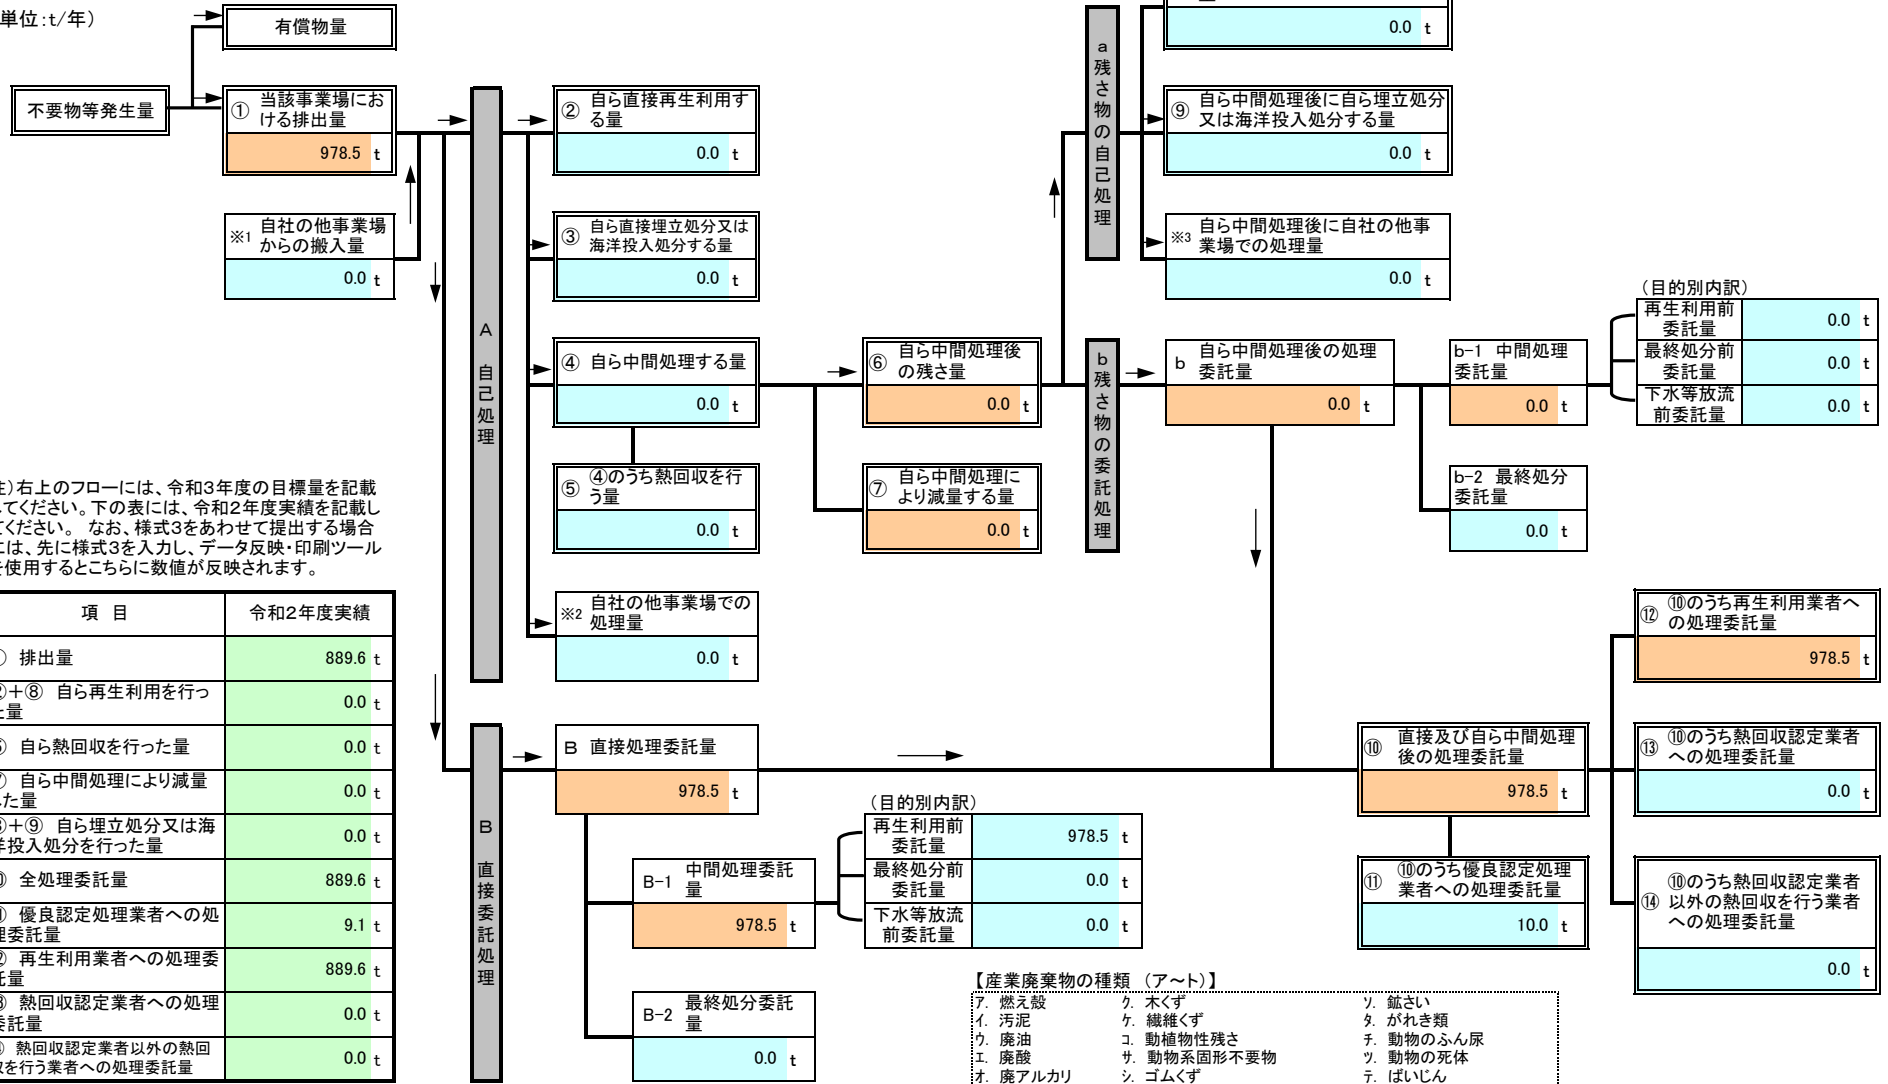 単位:t/年)
有償物量
不要物等発生量
① 当該事業場にお
ける排出量
978.5 t
※1 自社の他事業場
からの搬入量
0.0 t
A 自己処理
② 自ら直接再生利用す
る量
0.0 t
③ 自ら直接埋立処分又は
海洋投入処分する量
0.0 t
④ 自ら中間処理する量
0.0 t
⑤ ④のうち熱回収を行
う量
0.0 t
※2 自社の他事業場での
処理量
0.0 t
⑥ 自ら中間処理後
の残さ量
0.0 t
⑦ 自ら中間処理に
より減量する量
0.0 t
a 残さ物の自己処理
0.0 t
⑨ 自ら中間処理後に自ら埋立処分
又は海洋投入処分する量
0.0 t
※3 自ら中間処理後に自社の他事
業場での処理量
0.0 t
b 残さ物の委託処理
b 自ら中間処理後の処理
委託量
0.0 t
b-1 中間処理
委託量
0.0 t
b-2 最終処分
委託量
0.0 t
(目的別内訳)
再生利用前
委託量
0.0 t
最終処分前
委託量
0.0 t
下水等放流
前委託量
0.0 t
注)右上のフローには、令和3年度の目標量を記載
してください。下の表には、令和2年度実績を記載し
てください。 なお、様式3をあわせて提出する場合
には、先に様式3を入力し、データ反映・印刷ツール
を使用するとこちらに数値が反映されます。
項 目 令和2年度実績
排出量 889.6 t
+⑧ 自ら再生利用を行っ
た量 0.0 t
自ら熱回収を行った量 0.0 t
自ら中間処理により減量
した量 0.0 t
+⑨ 自ら埋立処分又は海
洋投入処分を行った量 0.0 t
全処理委託量 889.6 t
優良認定処理業者への処
理委託量 9.1 t
再生利用業者への処理委
託量 889.6 t
熱回収認定業者への処理
委託量 0.0 t
熱回収認定業者以外の熱回
収を行う業者への処理委託量 0.0 t
B 直接委託処理
B 直接処理委託量
978.5 t
B-1 中間処理委託
量
978.5 t
B-2 最終処分委託
量
0.0 t
(目的別内訳)
再生利用前
委託量
978.5 t
最終処分前
委託量
0.0 t
下水等放流
前委託量
0.0 t
⑩ 直接及び自ら中間処理
後の処理委託量
978.5 t
⑪ ⑩のうち優良認定処理
業者への処理委託量
10.0 t
⑫ ⑩のうち再生利用業者へ
の処理委託量
978.5 t
⑬ ⑩のうち熱回収認定業者
への処理委託量
0.0 t
⑭ ⑩のうち熱回収認定業者
以外の熱回収を行う業者
への処理委託量
0.0 t
【産業廃棄物の種類 (ア~ト)】
ア. 燃え殻 ク. 木くず ソ. 鉱さい
イ. 汚泥 ケ. 繊維くず タ. がれき類
ウ. 廃油 コ. 動植物性残さ チ. 動物のふん尿
エ. 廃酸 サ. 動物系固形不要物 ツ. 動物の死体
オ. 廃アルカリ シ. ゴムくず テ. ばいじん